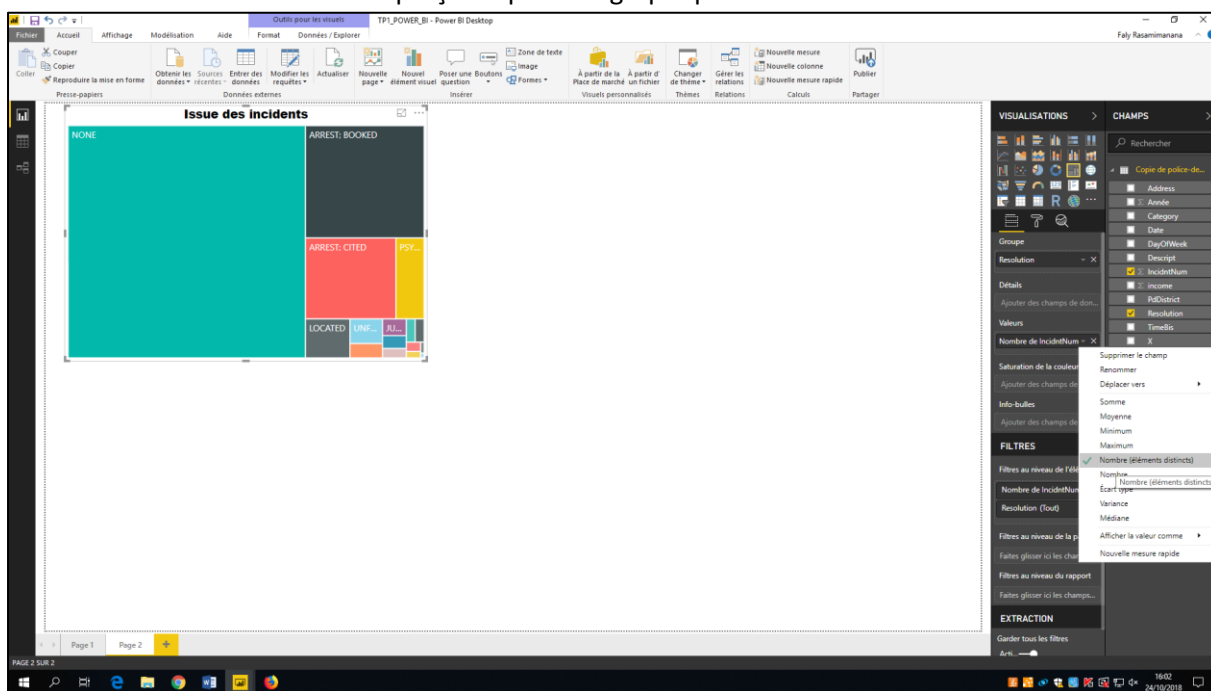 Outils pour les visuels
TP1_POWER_BI - Power BI Desktop
Fichier Accueil Affichage Modélisation Aide Format Données / Explorer
Faly Rasamimanana
Coller
Couper
Copier
Reproduire la mise en forme
Presse-papiers
Obtenir les données
Sources récentes
Entrer des données
Modifier les requêtes
Actualiser
Données externes
Nouvelle page
Nouvel élément visuel
Poser une question
Boutons
Zone de texte
Image
Formes
Insérer
À partir de la Place de marché
À partir d' un fichier
Visuels personnalisés
Changer de thème
Thèmes
Gérer les relations
Relations
Nouvelle mesure
Nouvelle colonne
Nouvelle mesure rapide
Calculs
Publier
Partager
Issue des incidents
NONE
ARREST; BOOKED
ARREST; CITED
PSY...
LOCATED
UNF...
JU...
VISUALISATIONS
R
Groupe
Resolution
Détails
Ajouter des champs de don...
Valeurs
Nombre de IncidntNum
Saturation de la couleur
Ajouter des champs de
Info-bulles
Ajouter des champs de
FILTRES
Filtres au niveau de l'élé
Nombre de IncidntNun
Resolution (Tout)
Filtres au niveau de la p
Faites glisser ici les char
Filtres au niveau du rapport
Faites glisser ici les champs...
EXTRACTION
Garder tous les filtres
Acti...
CHAMPS
Rechercher
Copie de police-de...
Address
Année
Category
Date
DayOfWeek
Descript
IncidntNum
income
PdDistrict
Resolution
TimeBis
X
Supprimer le champ
Renommer
Déplacer vers
Somme
Moyenne
Minimum
Maximum
Nombre (éléments distincts)
Nombre
Nombre (éléments distincts
Écart type
Variance
Médiane
Afficher la valeur comme
Nouvelle mesure rapide
Page 1 Page 2 +
PAGE 2 SUR 2
16:02
24/10/2018